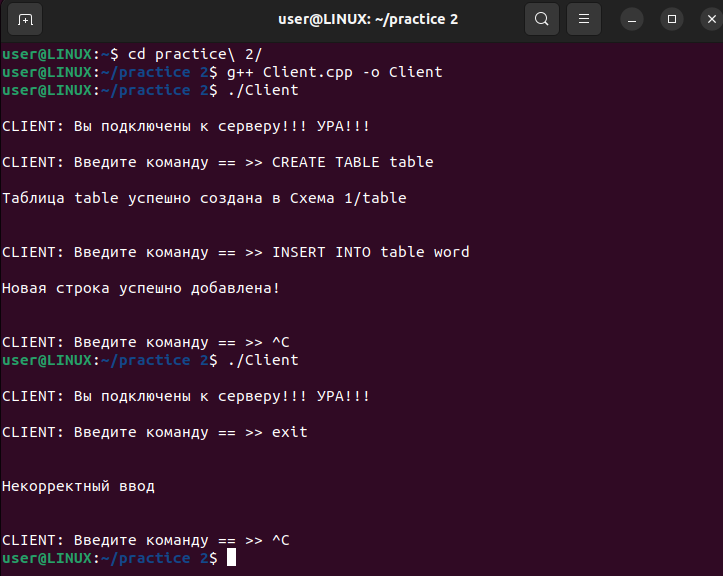 user@LINUX: ~/practice 2
user@LINUX:~$ cd practice\ 2/
user@LINUX:~/practice 2$ g++ Client.cpp -o Client
user@LINUX:~/practice 2$ ./Client
CLIENT: Вы подключены к серверу!!! УРА!!!
CLIENT: Введите команду == >> CREATE TABLE table
Таблица table успешно создана в Схема 1/table
CLIENT: Введите команду == >> INSERT INTO table word
Новая строка успешно добавлена!
CLIENT: Введите команду == >> ^C
user@LINUX:~/practice 2$ ./Client
CLIENT: Вы подключены к серверу!!! УРА!!!
CLIENT: Введите команду == >> exit
Некорректный ввод
CLIENT: Введите команду == >> ^C
user@LINUX:~/practice 2$